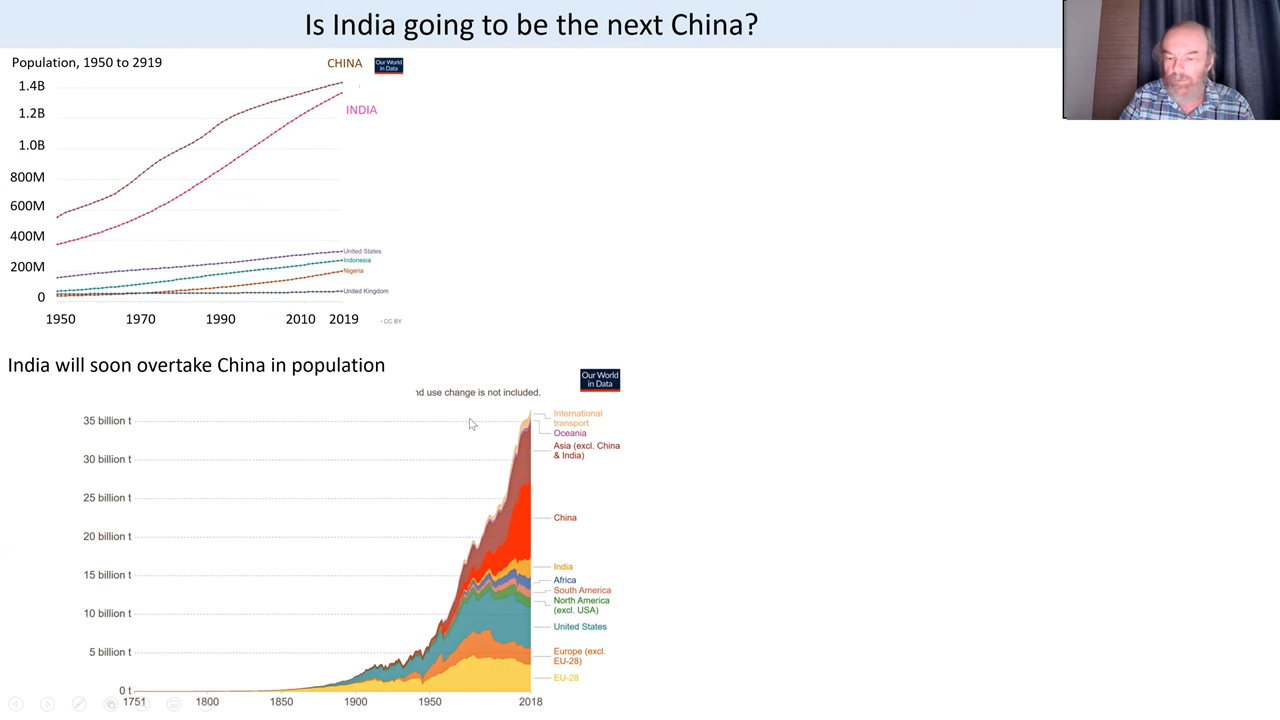 Is India going to be the next China?
Population, 1950 to 2919
CHINA
Our World
in Data
1.4B
INDIA
1.2B
1.0B
800M
600M
400M
United States
Indonesia
200M
Nigeria
United Kingdom
0
1950
1970
1990
2010
2019
· CC BY
India will soon overtake China in population
nd use change is not included.
Our World
in Data
35 billion t
30 billion t
25 billion t
20 billion t
15 billion t
10 billion t
5 billion t
0 t
International
transport
Oceania
Asia (excl. China
& India)
China
India
Africa
South America
North America
(excl. USA)
United States
Europe (excl.
EU-28)
EU-28
1751
1800
1850
1900
1950
2018